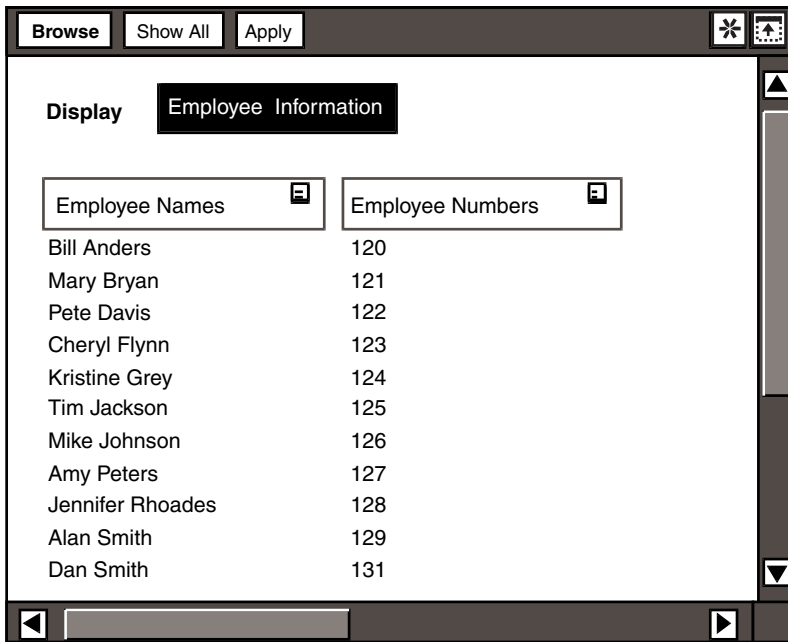 Browse Show All Apply
Display Employee Information
Employee Names Employee Numbers
Bill Anders 120
Mary Bryan 121
Pete Davis 122
Cheryl Flynn 123
Kristine Grey 124
Tim Jackson 125
Mike Johnson 126
Amy Peters 127
Jennifer Rhoades 128
Alan Smith 129
Dan Smith 131